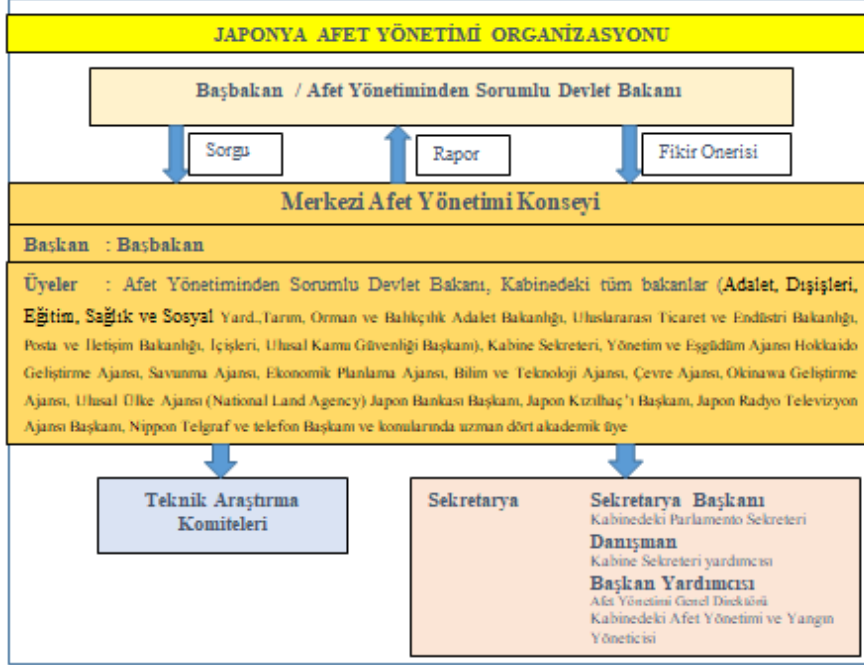 JAPONYA AFET YÖNETİMİ ORGANİZASYONU
Başbakan / Afet Yönetiminden Sorumlu Devlet Bakanı
Sorgu
Rapor
Fikir Önerisi
Merkezi Afet Yönetimi Konseyi
Başkan : Başbakan
Üyeler : Afet Yönetiminden Sorumlu Devlet Bakanı, Kabinedeki tüm bakanlar (Adalet, Dışişleri,
Eğitim, Sağlık ve Sosyal Yard.,Tarım, Orman ve Balıkçılık Adalet Bakanlığı, Uluslararası Ticaret ve Endüstri Bakanlığı,
Posta ve İletişim Bakanlığı, İçişleri, Ulusal Kamu Güvenliği Başkanı), Kabine Sekreteri, Yönetim ve Eşgüdüm Ajansı Hokkaido
Geliştirme Ajansı, Savunma Ajansı, Ekonomik Planlama Ajansı, Bilim ve Teknoloji Ajansı, Çevre Ajansı, Okinawa Geliştirme
Ajansı, Ulusal Ülke Ajansı (National Land Agency) Japon Bankası Başkanı, Japon Kızılhaç'ı Başkanı, Japon Radyo Televizyon
Ajansı Başkanı, Nippon Telgraf ve telefon Başkanı ve konularında uzman dört akademik üye
Teknik Araştırma
Komiteleri
Sekretarya
Sekretarya Başkanı
Kabinedeki Parlamento Sekreteri
Danışman
Kabine Sekreteri yardımcısı
Başkan Yardımcısı
Afet Yönetimi Genel Direktörü
Kabinedeki Afet Yönetimi ve Yangın
Yöneticisi